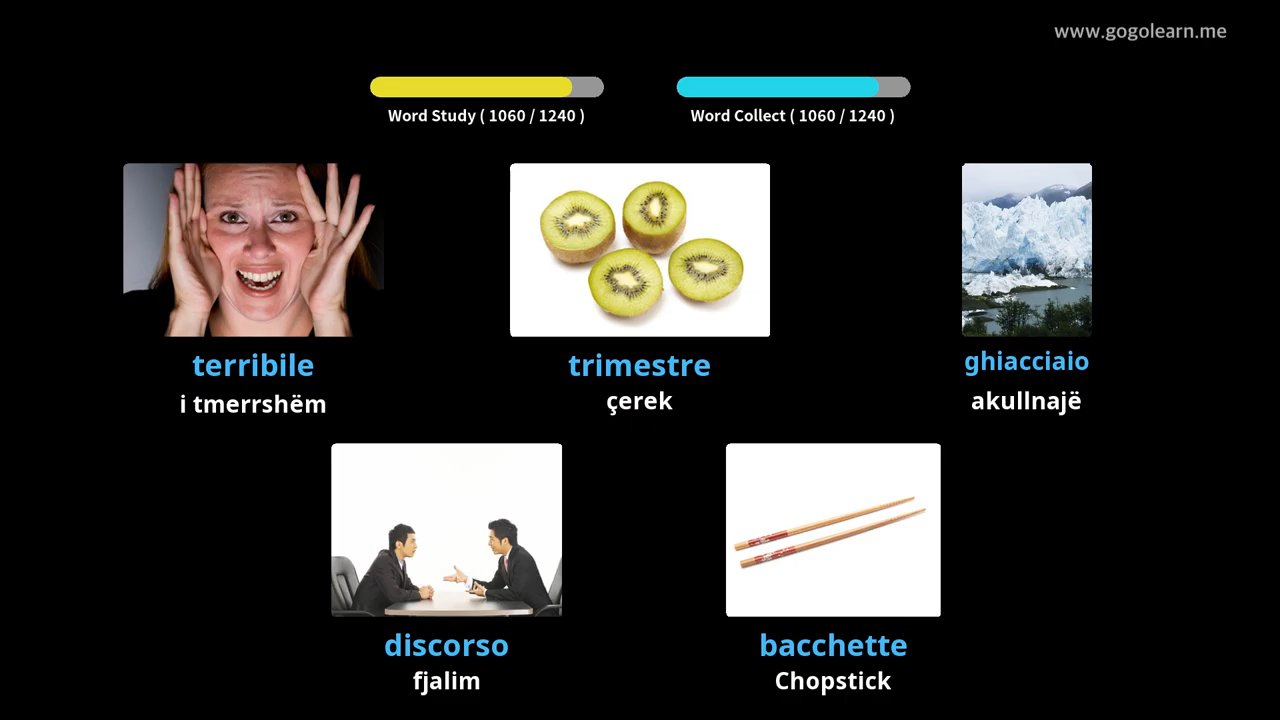 www.gogolearn.me
Word Study ( 1060 / 1240 )
Word Collect ( 1060 / 1240 )
terribile
i tmerrshëm
trimestre
çerek
ghiacciaio
akullnajë
discorso
fjalim
bacchette
Chopstick